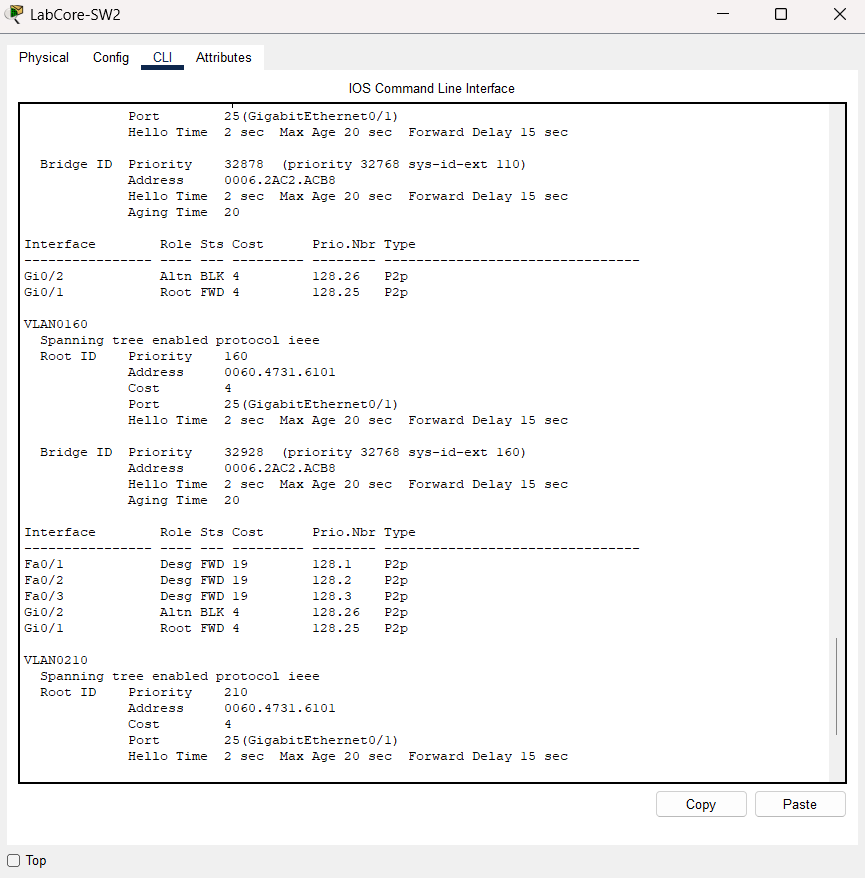 LabCore-SW2
Physical Config CLI Attributes
IOS Command Line Interface
             Port        25(GigabitEthernet0/1)
             Hello Time  2 sec  Max Age 20 sec  Forward Delay 15 sec

  Bridge ID  Priority    32878  (priority 32768 sys-id-ext 110)
             Address     0006.2AC2.ACB8
             Hello Time  2 sec  Max Age 20 sec  Forward Delay 15 sec
             Aging Time  20

Interface        Role Sts Cost      Prio.Nbr Type
---------------- ---- --- --------- -------- --------------------------------
Gi0/2            Altn BLK 4         128.26   P2p
Gi0/1            Root FWD 4         128.25   P2p

VLAN0160
  Spanning tree enabled protocol ieee
  Root ID    Priority    160
             Address     0060.4731.6101
             Cost        4
             Port        25(GigabitEthernet0/1)
             Hello Time  2 sec  Max Age 20 sec  Forward Delay 15 sec

  Bridge ID  Priority    32928  (priority 32768 sys-id-ext 160)
             Address     0006.2AC2.ACB8
             Hello Time  2 sec  Max Age 20 sec  Forward Delay 15 sec
             Aging Time  20

Interface        Role Sts Cost      Prio.Nbr Type
---------------- ---- --- --------- -------- --------------------------------
Fa0/1            Desg FWD 19        128.1    P2p
Fa0/2            Desg FWD 19        128.2    P2p
Fa0/3            Desg FWD 19        128.3    P2p
Gi0/2            Altn BLK 4         128.26   P2p
Gi0/1            Root FWD 4         128.25   P2p

VLAN0210
  Spanning tree enabled protocol ieee
  Root ID    Priority    210
             Address     0060.4731.6101
             Cost        4
             Port        25(GigabitEthernet0/1)
             Hello Time  2 sec  Max Age 20 sec  Forward Delay 15 sec
Copy Paste
Top